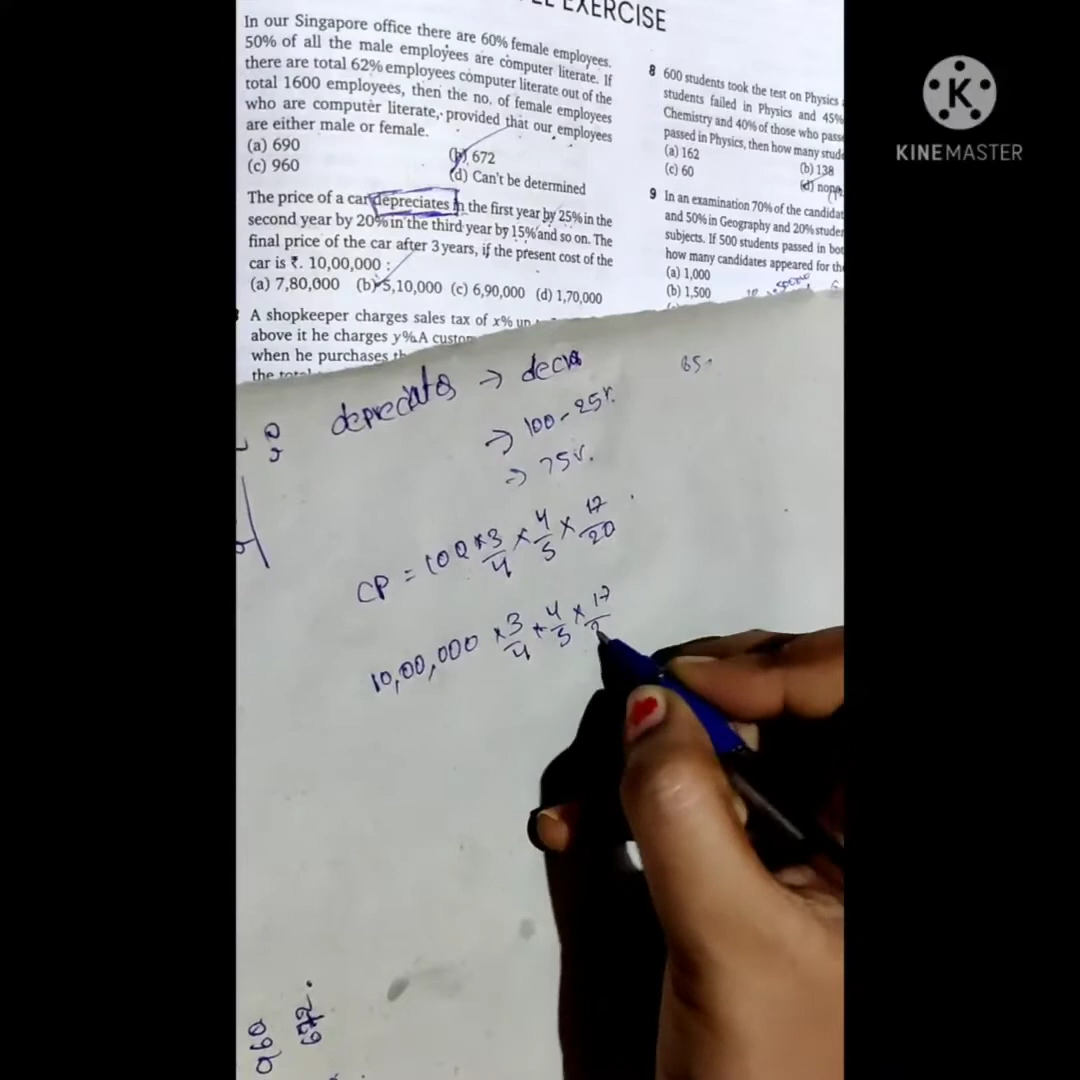 EXERCISE
In our Singapore office there are 60% female employees.
50% of all the male employees are computer literate. If
there are total 62% employees computer literate out of the
total 1600 employees, then the no. of female employees
who are computer literate, provided that our employees
are either male or female.
(a) 690
(b) 672
(c) 960
(d) Can't be determined
The price of a car depreciates in the first year by 25% in the
second year by 20% in the third year by 15% and so on. The
final price of the car after 3 years, if the present cost of the
car is ₹. 10,00,000 :
(a) 7,80,000 (b) 5,10,000 (c) 6,90,000 (d) 1,70,000
A shopkeeper charges sales tax of x%
above it he charges y%. A
when he purchases
the
8 600 students took the test on Physics
students failed in Physics and 45%
Chemistry and 40% of those who
passed in Physics, then how many
(a) 162
(b) 138
(c) 60
(d) none
9 In an examination 70% of the
and 50% in Geography and 20%
subjects. If 500 students passed in
how many candidates appeared for
(a) 1,000
(b) 1,500
KINEMASTER
depreciates → decre
→ 100 - 25%
→ 75%.
CP = 100 × 3/4 × 4/5 × 17/20
10,00,000 × 3/4 × 4/5 × 17/2
65
960
672.